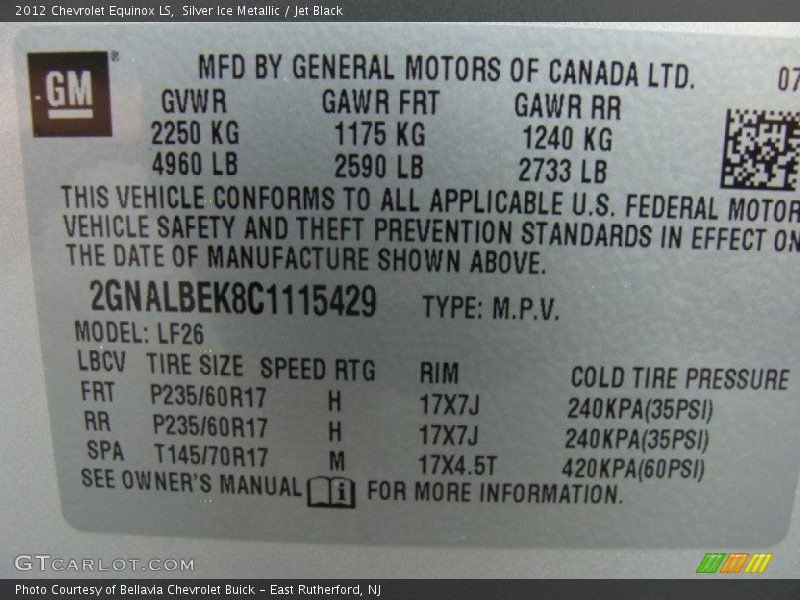 2012 Chevrolet Equinox LS,  Silver Ice Metallic / Jet Black
GM ®
MFD BY GENERAL MOTORS OF CANADA LTD. 07
GVWR GAWR FRT GAWR RR
2250 KG 1175 KG 1240 KG
4960 LB 2590 LB 2733 LB
THIS VEHICLE CONFORMS TO ALL APPLICABLE U.S. FEDERAL MOTOR
VEHICLE SAFETY AND THEFT PREVENTION STANDARDS IN EFFECT ON
THE DATE OF MANUFACTURE SHOWN ABOVE.
2GNALBEK8C1115429 TYPE: M.P.V.
MODEL: LF26
LBCV TIRE SIZE SPEED RTG RIM COLD TIRE PRESSURE
FRT P235/60R17 H 17X7J 240KPA(35PSI)
RR P235/60R17 H 17X7J 240KPA(35PSI)
SPA T145/70R17 M 17X4.5T 420KPA(60PSI)
SEE OWNER'S MANUAL i FOR MORE INFORMATION.
GTCARLOT.COM
Photo Courtesy of Bellavia Chevrolet Buick – East Rutherford, NJ